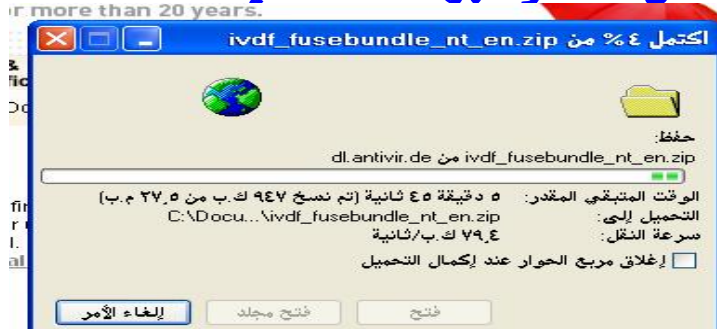 r more than 20 years.
اكتمل ٤% من ivdf_fusebundle_nt_en.zip
حفظ:
ivdf_fusebundle_nt_en.zip من dl.antivir.de
الوقت المتبقي المقدر: ٥ دقيقة ٤٥ ثانية (تم نسخ ٩٤٧ ك.ب من ٢٧,٥ م.ب)
التحميل إلى: C:\Docu...\ivdf_fusebundle_nt_en.zip
سرعة النقل: ٧٩,٤ ك.ب/ثانية
إغلاق مربع الحوار عند إكمال التحميل
فتح
فتح مجلد
إلغاء الأمر